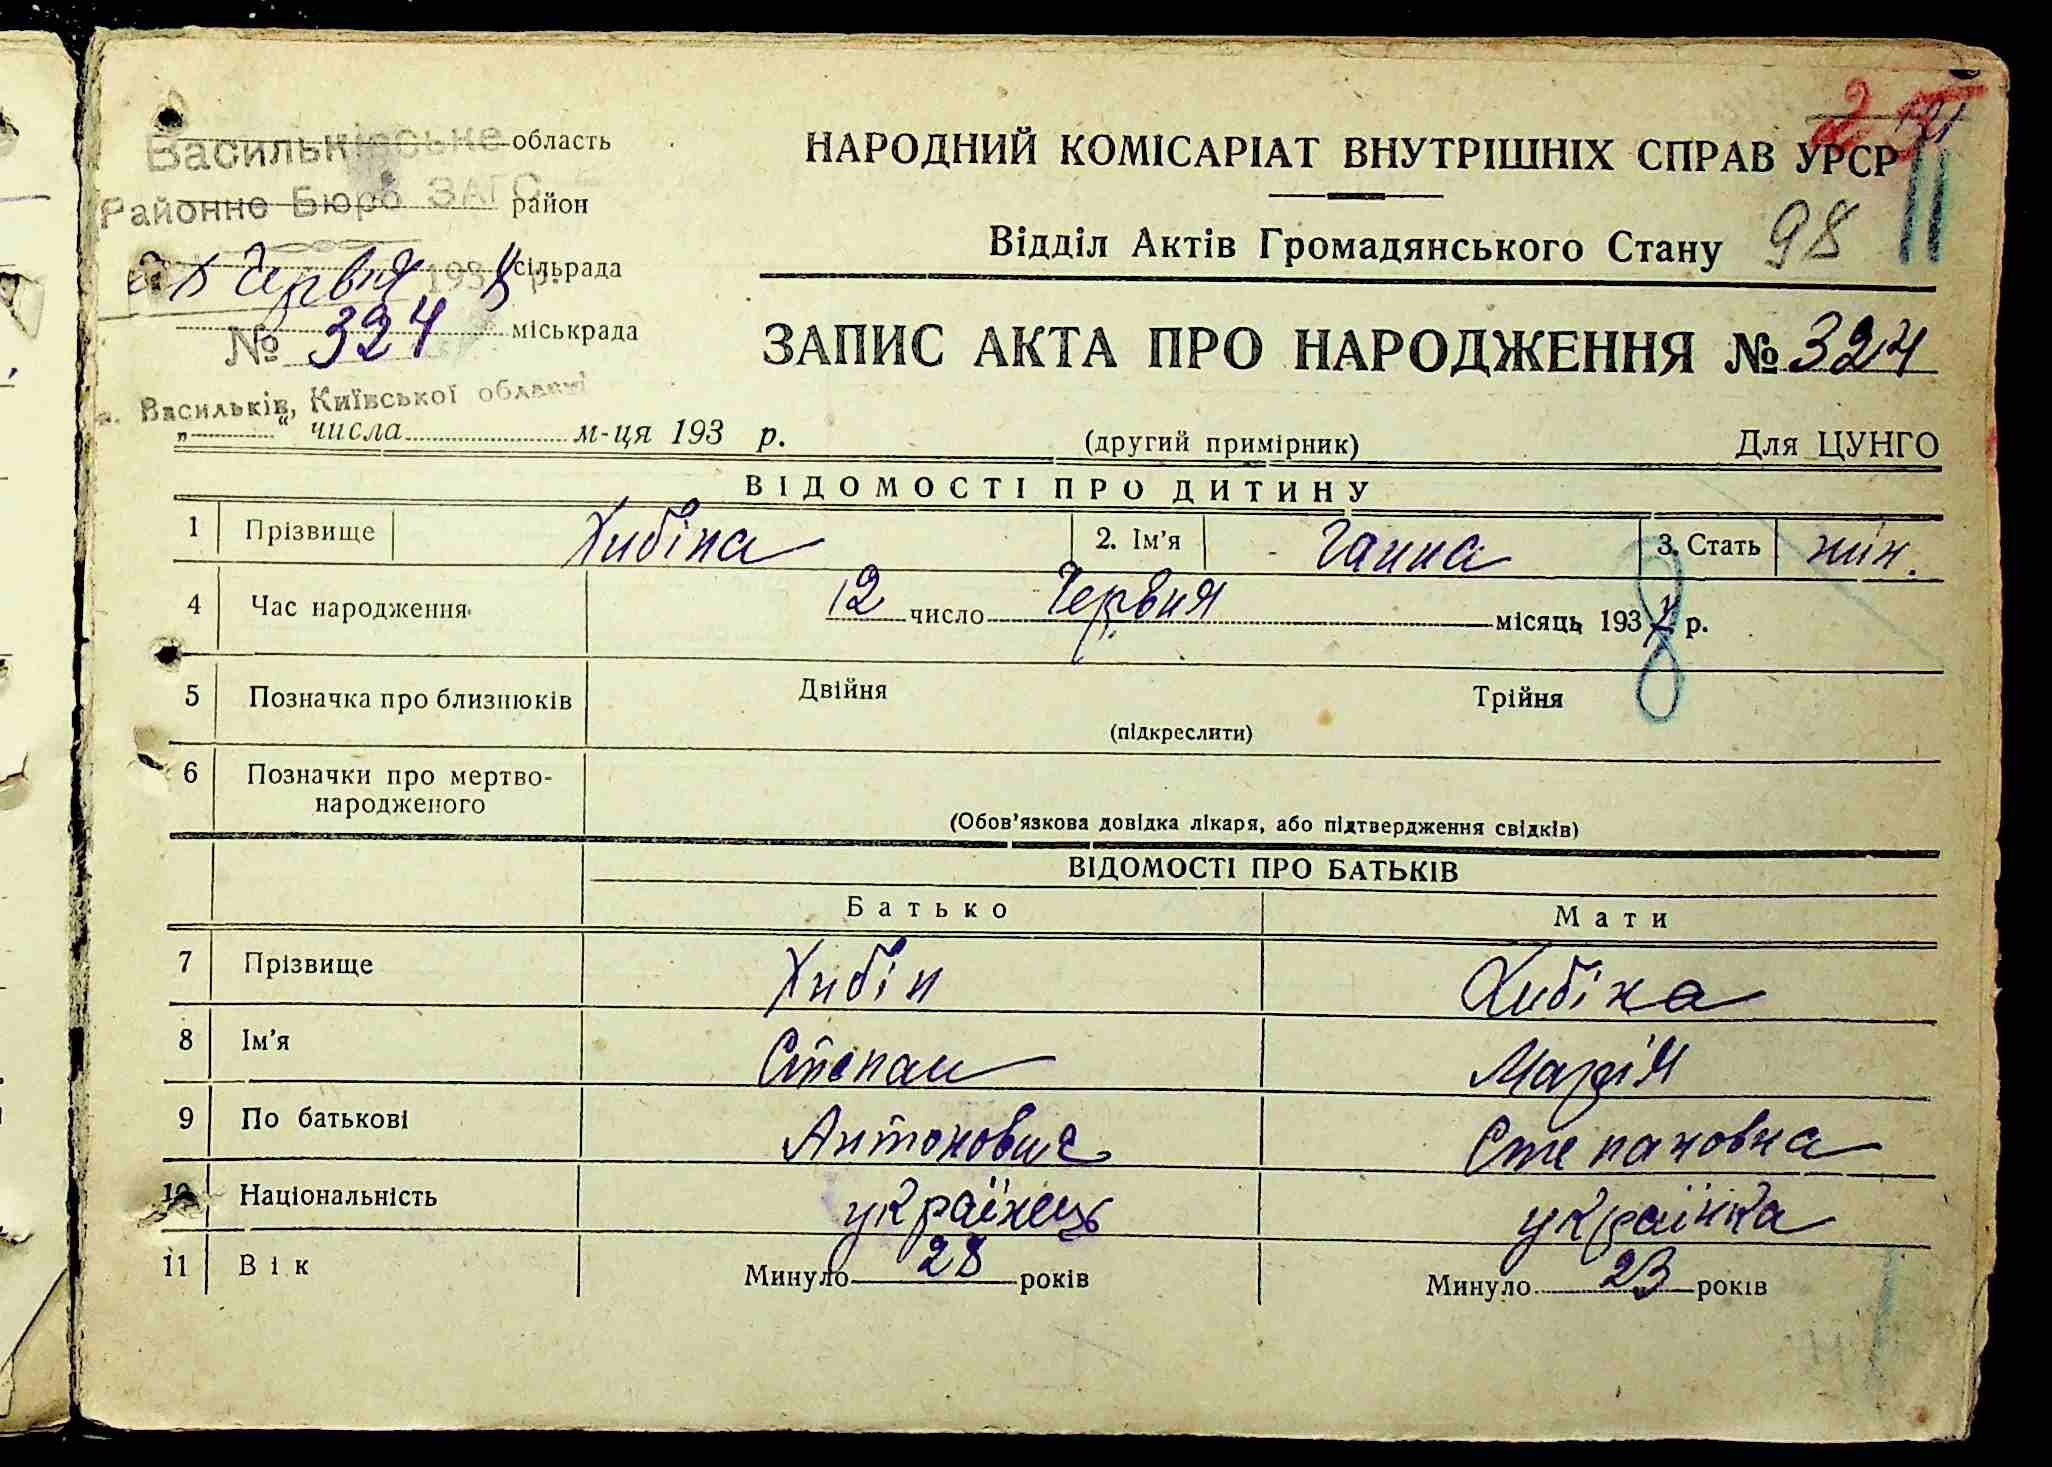 Васильківське область
Районне Бюро ЗАГС район
Червня 193 р. сільрада
№ 324 міськрада
м. Васильків, Київської області
„ “ числа м-ця 193 р.
НАРОДНИЙ КОМІСАРІАТ ВНУТРІШНІХ СПРАВ УРСР
Відділ Актів Громадянського Стану 98
ЗАПИС АКТА ПРО НАРОДЖЕННЯ № 324
(другий примірник) Для ЦУНГО
ВІДОМОСТІ ПРО ДИТИНУ
1 Прізвище Хибіна 2. Ім’я Ганна 3. Стать жін.
4 Час народження 12 число Червня місяць 1938 р.
5 Позначка про близнюків Двійня Трійня
(підкреслити)
6 Позначки про мертво-
народженого
(Обов’язкова довідка лікаря, або підтвердження свідків)
ВІДОМОСТІ ПРО БАТЬКІВ
Батько Мати
7 Прізвище Хибін Хибіна
8 Ім’я Степан Марія
9 По батькові Антонович Степановна
10 Національність українець українка
11 Вік Минуло 28 років Минуло 23 років